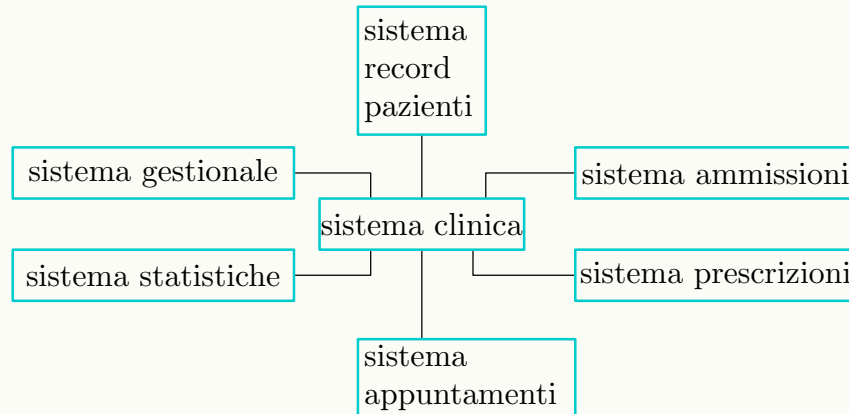 sistema
record
pazienti
sistema gestionale
sistema ammissioni
sistema clinica
sistema statistiche
sistema prescrizioni
sistema
appuntamenti